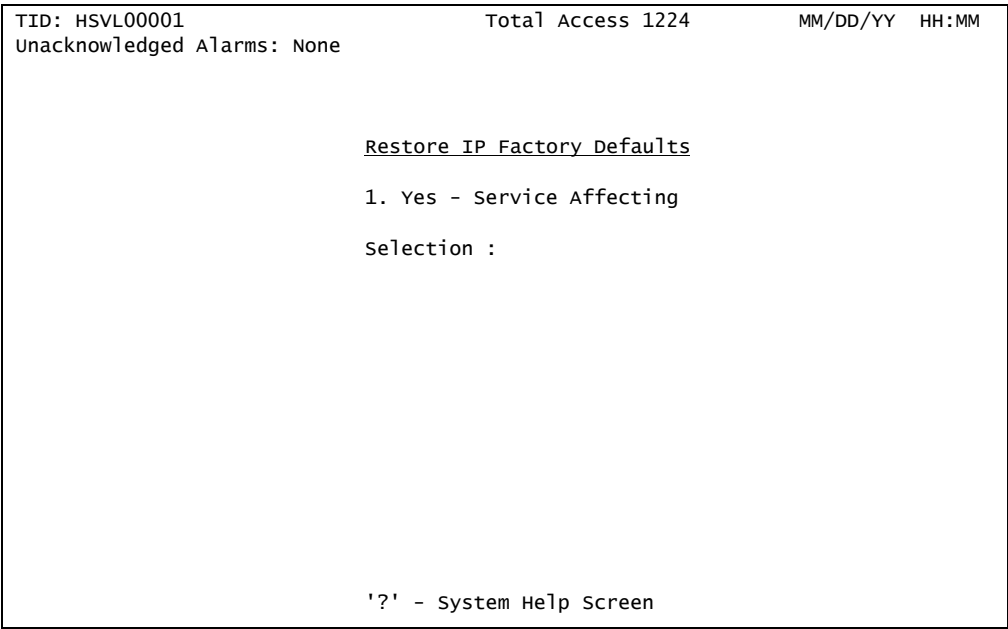 TID: HSVL00001 Total Access 1224 MM/DD/YY HH:MM
Unacknowledged Alarms: None
Restore IP Factory Defaults
1. Yes – Service Affecting
Selection :
'?' – System Help Screen